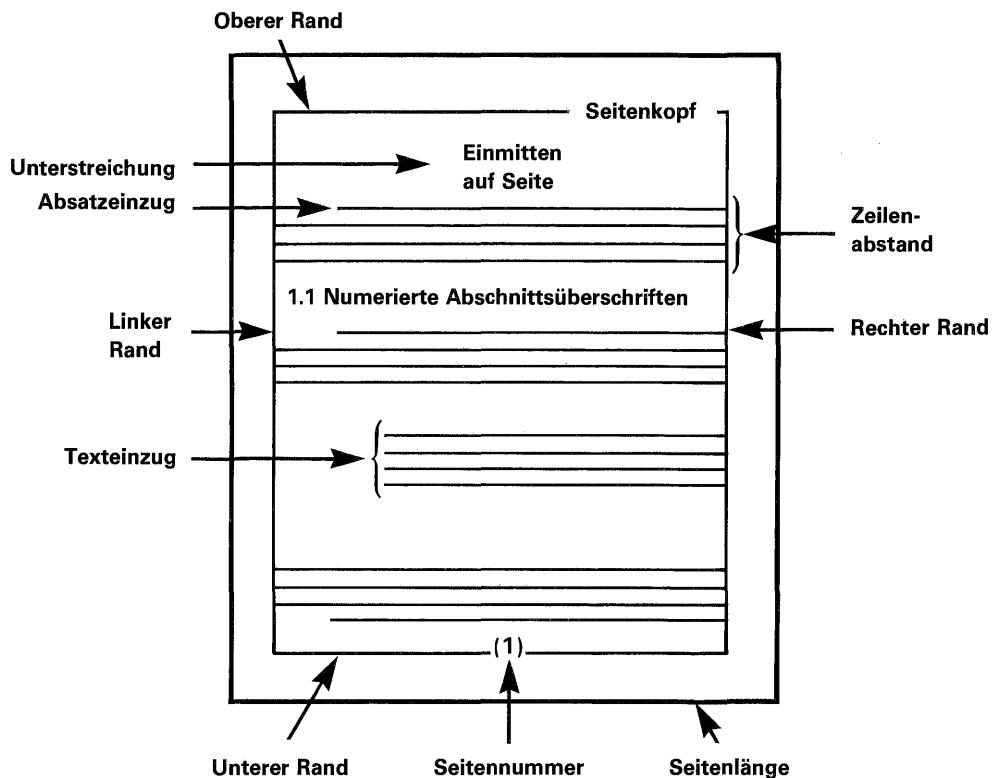 Oberer Rand
Seitenkopf
Unterstreichung
Einmitten
auf Seite
Absatzeinzug
Zeilen-
abstand
1.1 Numerierte Abschnittsüberschriften
Linker
Rand
Rechter Rand
Texteinzug
(1)
Unterer Rand
Seitennummer
Seitenlänge